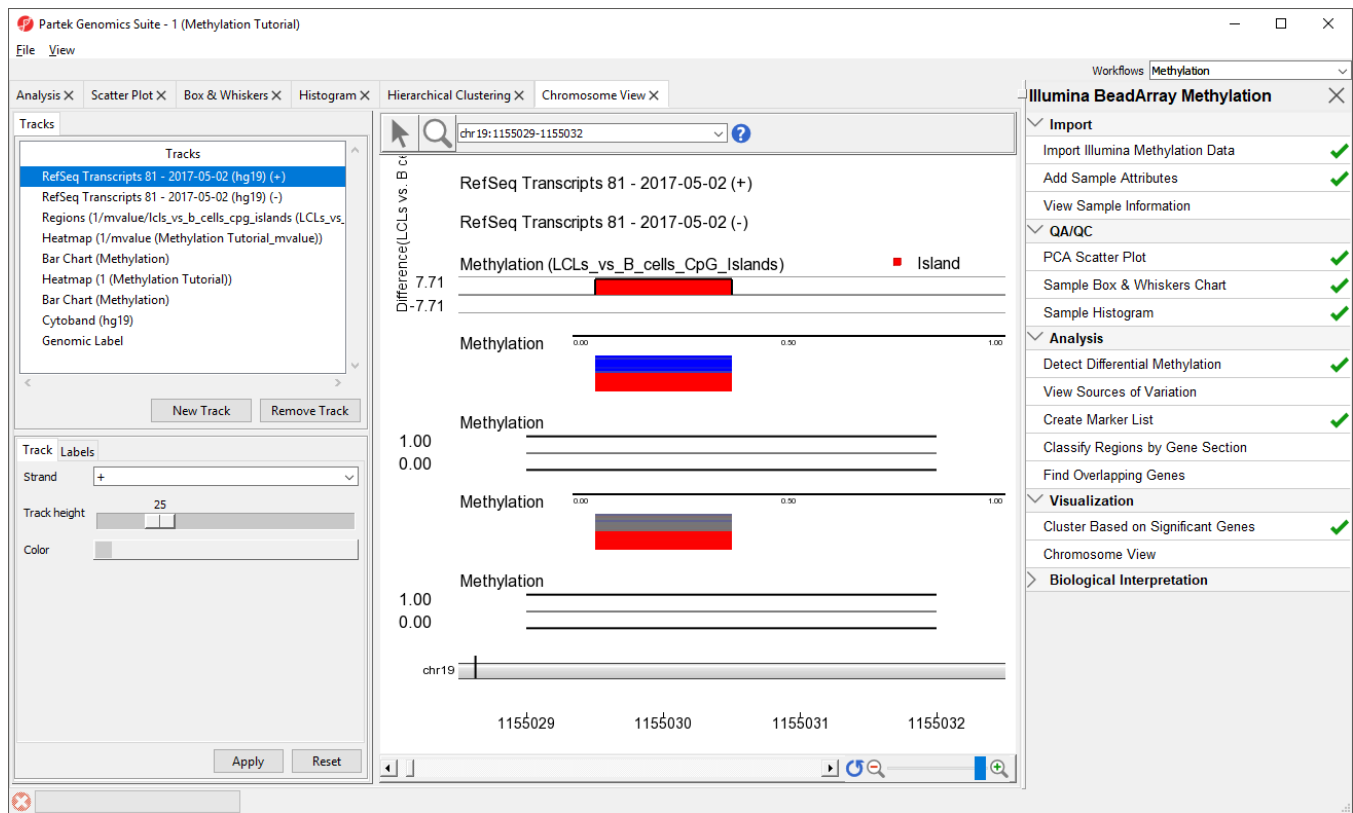 Partek Genomics Suite - 1 (Methylation Tutorial)
File View
Workflows Methylation
Analysis Scatter Plot Box & Whiskers Histogram Hierarchical Clustering Chromosome View
Tracks
Tracks
RefSeq Transcripts 81 - 2017-05-02 (hg19) (+)
RefSeq Transcripts 81 - 2017-05-02 (hg19) (-)
Regions (1/mvalue/lcls_vs_b_cells_cpg_islands (LCLs_vs_
Heatmap (1/mvalue (Methylation Tutorial_mvalue))
Bar Chart (Methylation)
Heatmap (1 (Methylation Tutorial))
Bar Chart (Methylation)
Cytoband (hg19)
Genomic Label
New Track Remove Track
Track Labels
Strand +
25
Track height
Color
Apply Reset
chr19:1155029-1155032
Difference(LCLs vs. B ce
RefSeq Transcripts 81 - 2017-05-02 (+)
RefSeq Transcripts 81 - 2017-05-02 (-)
Methylation (LCLs_vs_B_cells_CpG_Islands) Island
7.71
-7.71
Methylation 0.00 0.50 1.00
Methylation
1.00
0.00
Methylation 0.00 0.50 1.00
Methylation
1.00
0.00
chr19
1155029 1155030 1155031 1155032
Illumina BeadArray Methylation
Import
Import Illumina Methylation Data
Add Sample Attributes
View Sample Information
QA/QC
PCA Scatter Plot
Sample Box & Whiskers Chart
Sample Histogram
Analysis
Detect Differential Methylation
View Sources of Variation
Create Marker List
Classify Regions by Gene Section
Find Overlapping Genes
Visualization
Cluster Based on Significant Genes
Chromosome View
Biological Interpretation